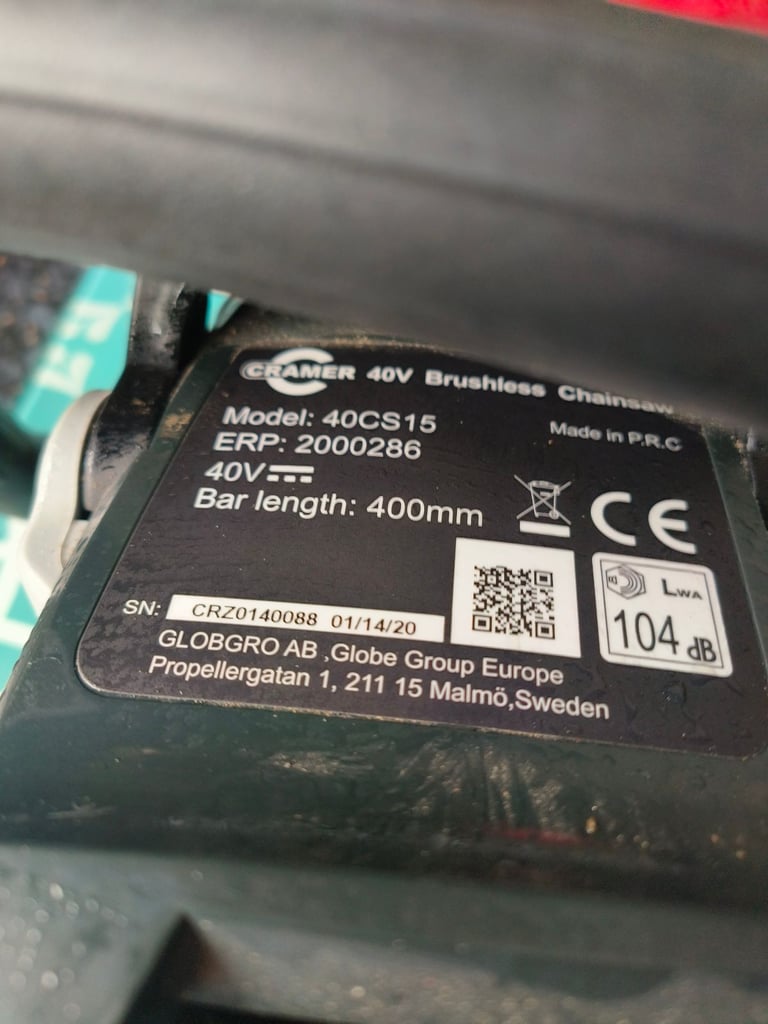 CRAMER 40V Brushless Chainsaw
Model: 40CS15
Made in P.R.C
ERP: 2000286
40V
Bar length: 400mm
CE
LWA
104 dB
SN: CRZ0140088 01/14/20
GLOBGRO AB ,Globe Group Europe
Propellergatan 1, 211 15 Malmö,Sweden